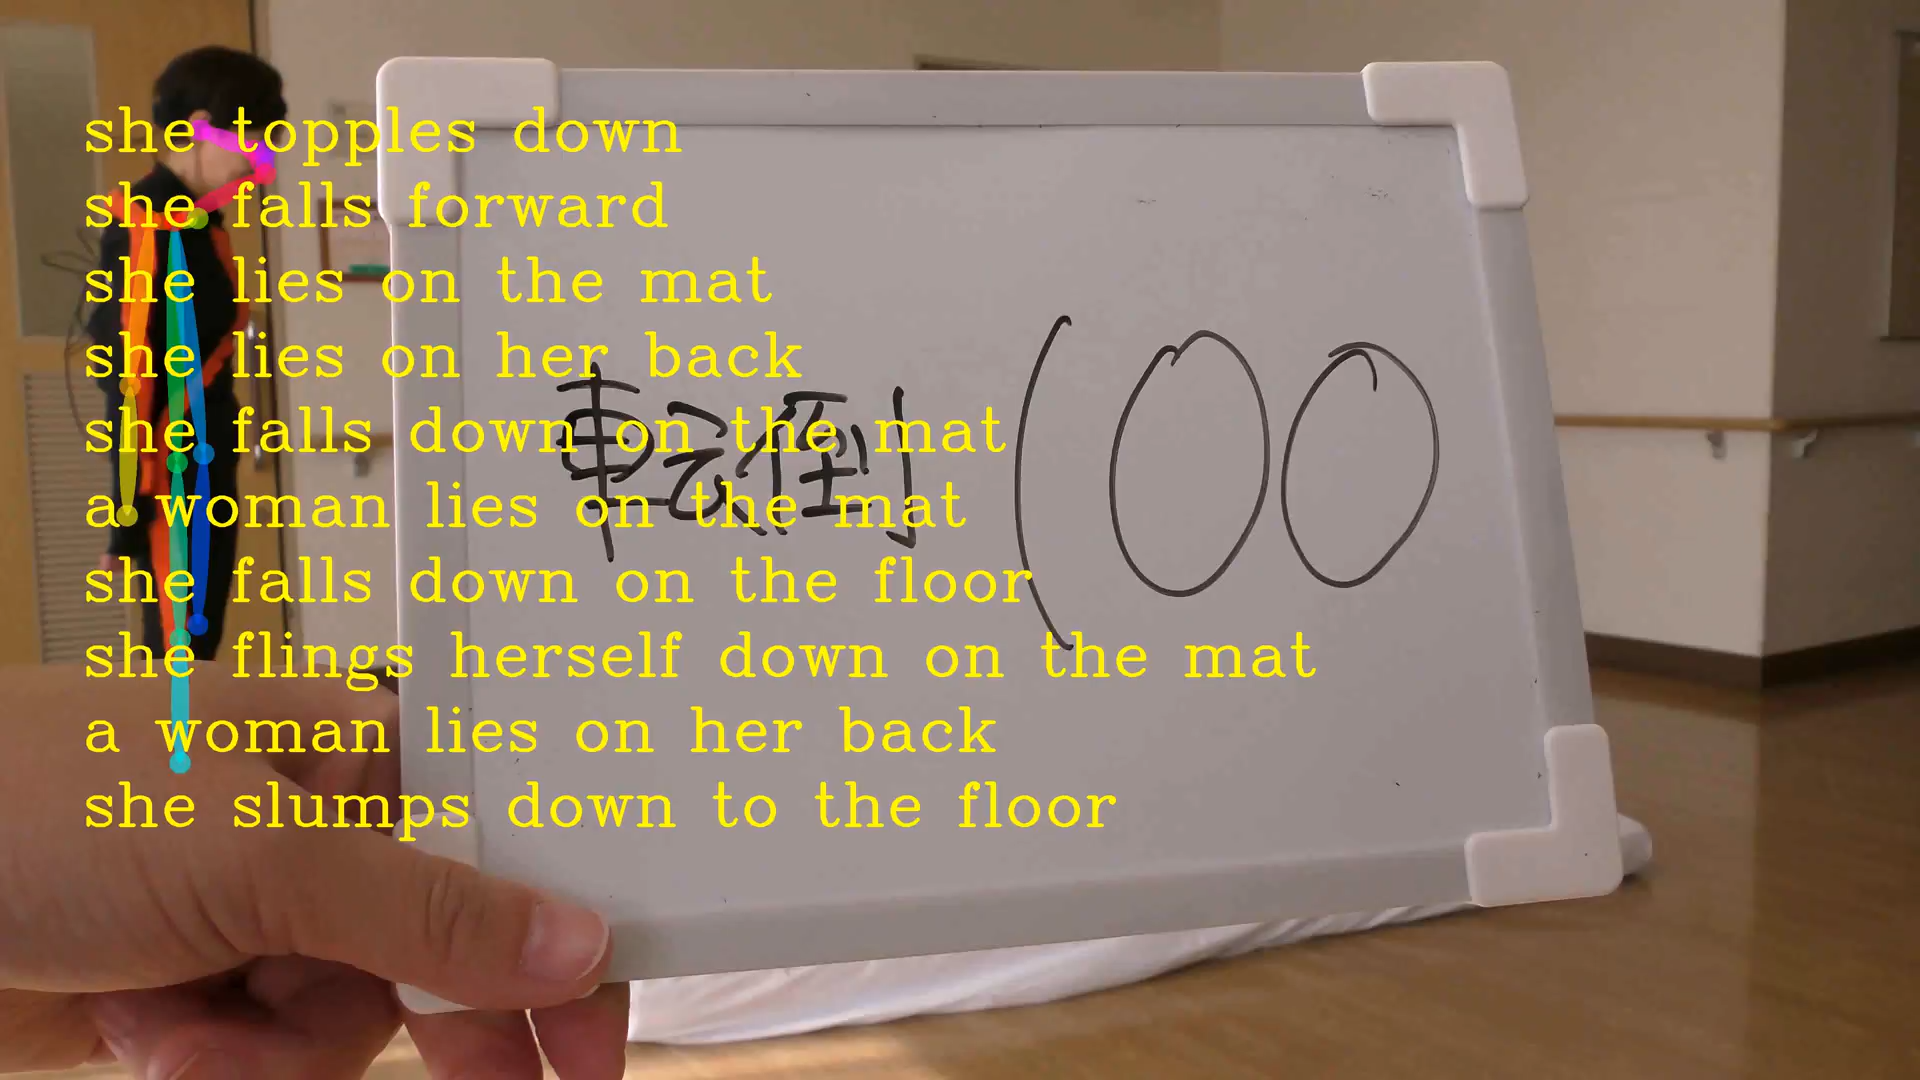 she topples down
she falls forward
she lies on the mat
she lies on her back
she falls down on the mat
a woman lies on the mat
she falls down on the floor
she flings herself down on the mat
a woman lies on her back
she slumps down to the floor
転倒 (00